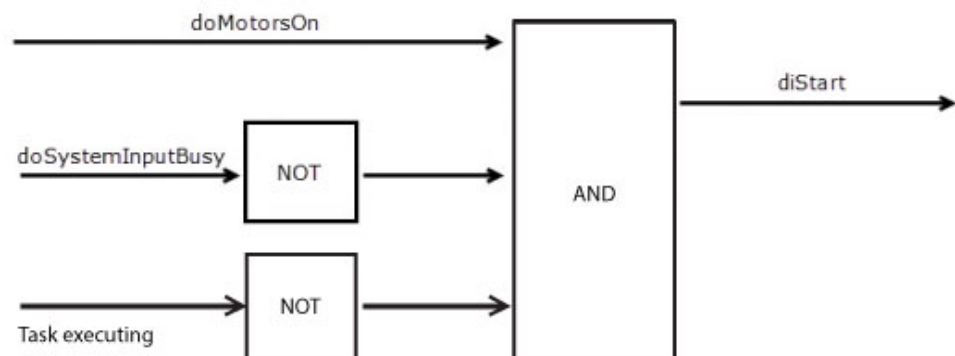 doMotorsOn
diStart
doSystemInputBusy
NOT
AND
NOT
Task executing